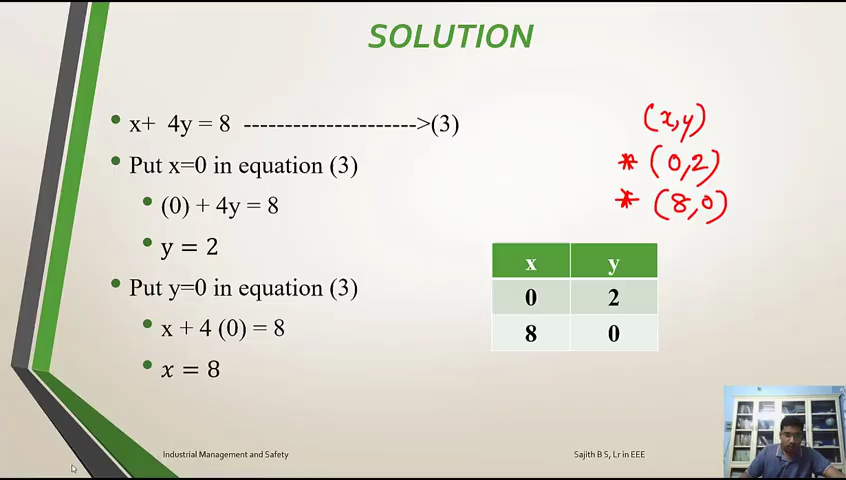 SOLUTION
x+ 4y = 8 --------------------->(3)
Put x=0 in equation (3)
(0) + 4y = 8
y = 2
Put y=0 in equation (3)
x + 4 (0) = 8
x = 8
(x,y)
* (0,2)
* (8,0)
x y
0 2
8 0
Industrial Management and Safety
Sajith B S, Lr in EEE